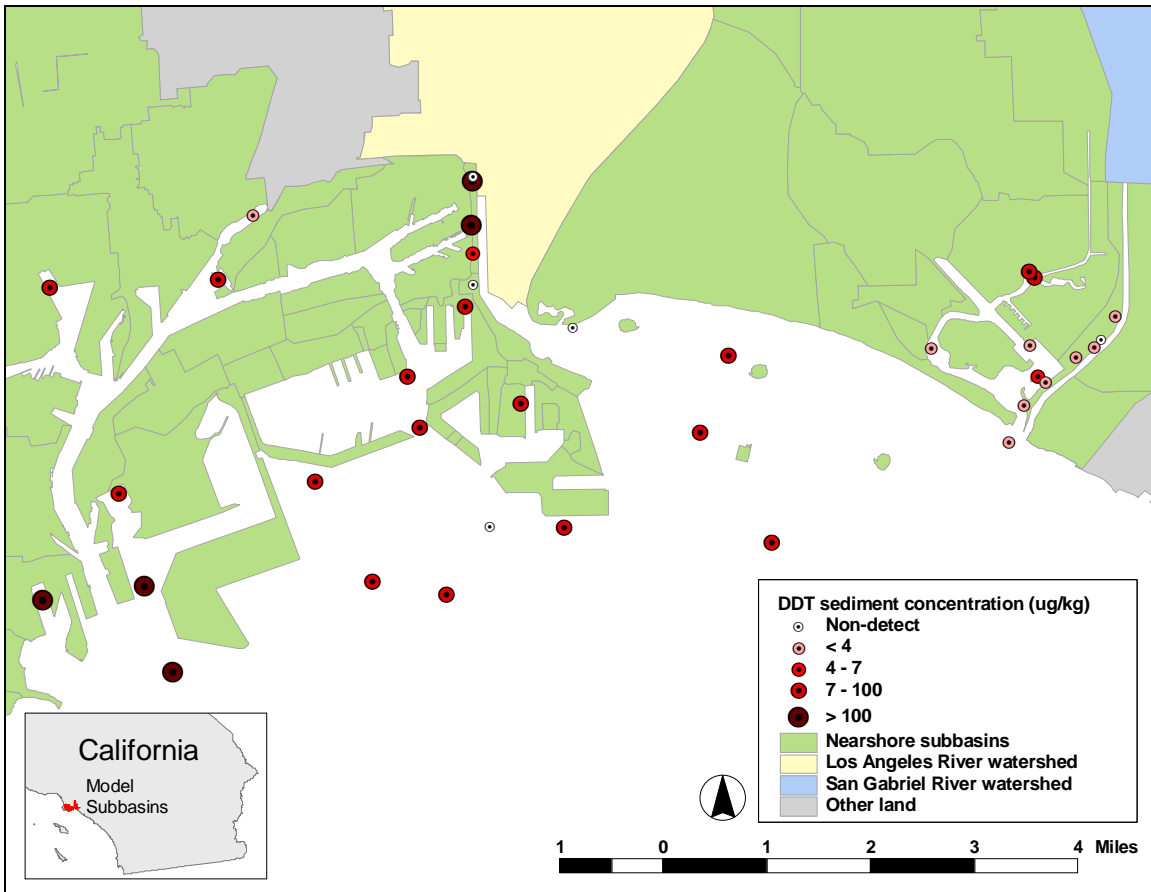 DDT sediment concentration (ug/kg)
Non-detect
< 4
4 - 7
7 - 100
> 100
Nearshore subbasins
Los Angeles River watershed
San Gabriel River watershed
Other land
California
Model
Subbasins
1 0 1 2 3 4 Miles